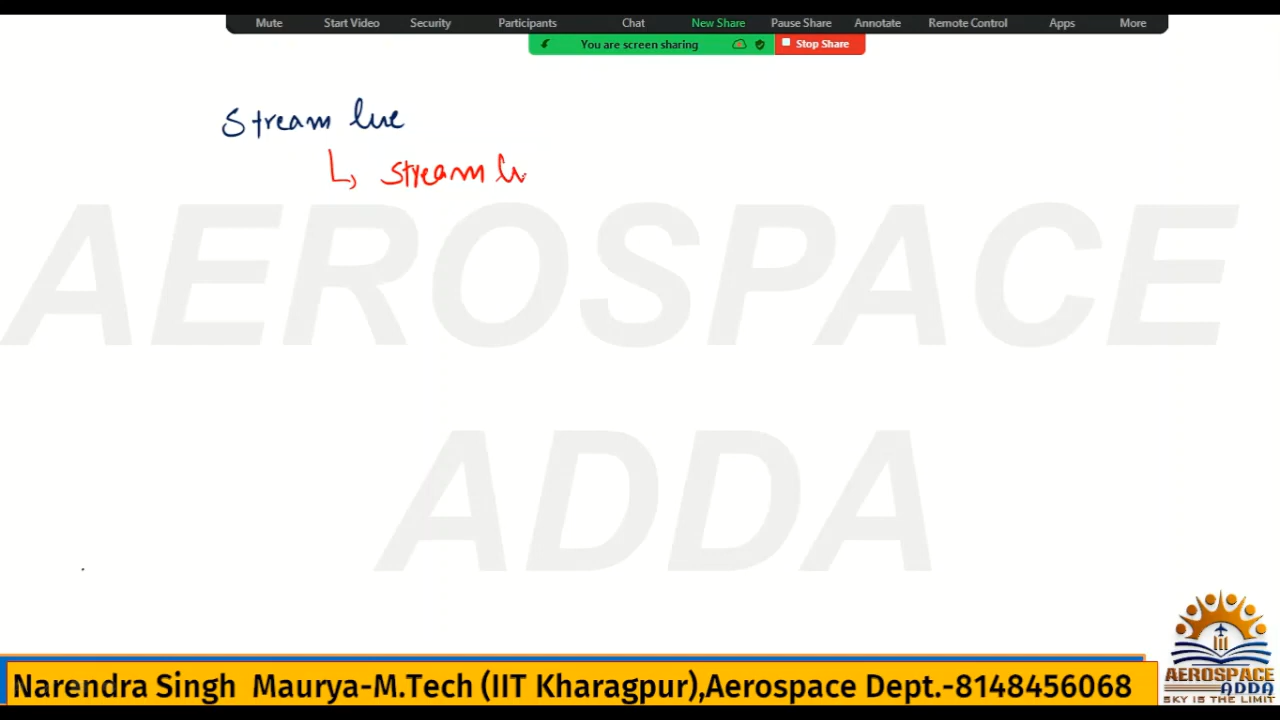 Mute Start Video Security Participants Chat New Share Pause Share Annotate Remote Control Apps More
You are screen sharing Stop Share
Stream line
Stream li
AEROSPACE
ADDA
Narendra Singh Maurya-M.Tech (IIT Kharagpur),Aerospace Dept.-8148456068
AEROSPACE
ADDA
SKY IS THE LIMIT